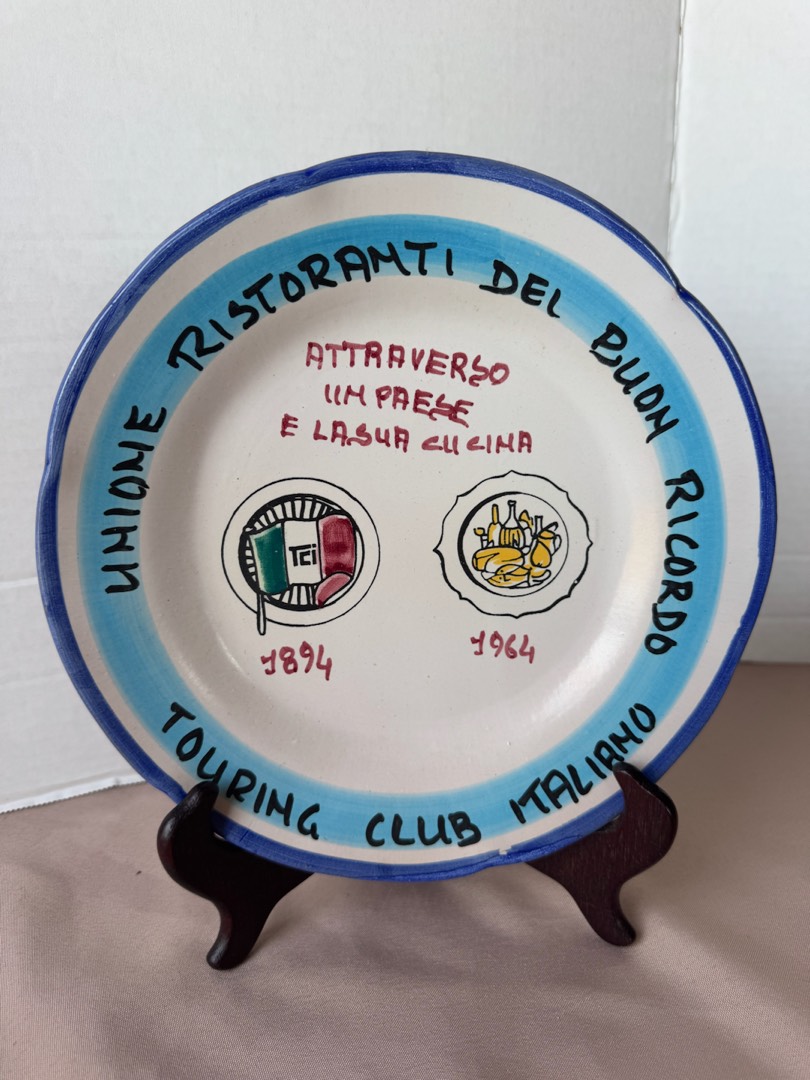 UNIONE RISTORANTI DEL BUON RICORDO
ATTRAVERSO
UN PAESE
E LA SUA CUCINA
TCi
1894
1964
TOURING CLUB ITALIANO